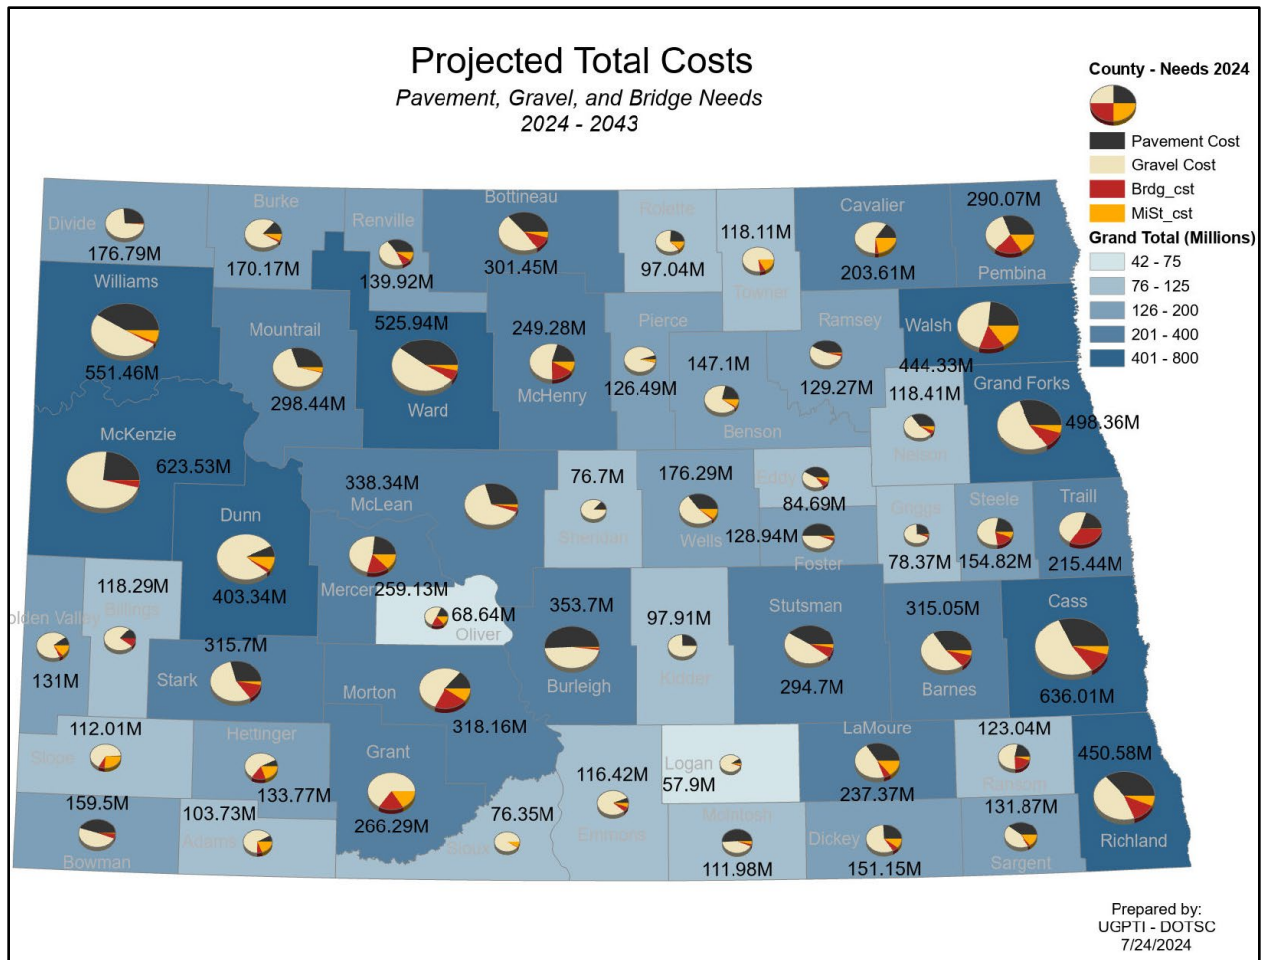 Projected Total Costs
Pavement, Gravel, and Bridge Needs
2024 - 2043
County - Needs 2024
Pavement Cost
Gravel Cost
Brdg_cst
MiSt_cst
Grand Total (Millions)
42 - 75
76 - 125
126 - 200
201 - 400
401 - 800
Divide
176.79M
Burke
170.17M
Renville
139.92M
Bottineau
301.45M
Rolette
97.04M
118.11M
Towner
Cavalier
203.61M
290.07M
Pembina
Williams
551.46M
Mountrail
298.44M
525.94M
Ward
249.28M
McHenry
Pierce
126.49M
147.1M
Benson
Ramsey
129.27M
Walsh
444.33M
118.41M
Nelson
Grand Forks
498.36M
McKenzie
623.53M
Dunn
403.34M
338.34M
McLean
Mercer
259.13M
68.64M
Oliver
76.7M
Sheridan
176.29M
Wells
Eddy
84.69M
128.94M
Foster
Griggs
78.37M
Steele
154.82M
Traill
215.44M
olden Valley
131M
118.29M
Billings
315.7M
Stark
Morton
318.16M
353.7M
Burleigh
97.91M
Kidder
Stutsman
294.7M
315.05M
Barnes
Cass
636.01M
112.01M
Slope
Hettinger
133.77M
Grant
266.29M
116.42M
Emmons
Logan
57.9M
LaMoure
237.37M
123.04M
Ransom
450.58M
Richland
159.5M
Bowman
103.73M
Adams
76.35M
Sioux
McIntosh
111.98M
Dickey
151.15M
131.87M
Sargent
Prepared by:
UGPTI - DOTSC
7/24/2024